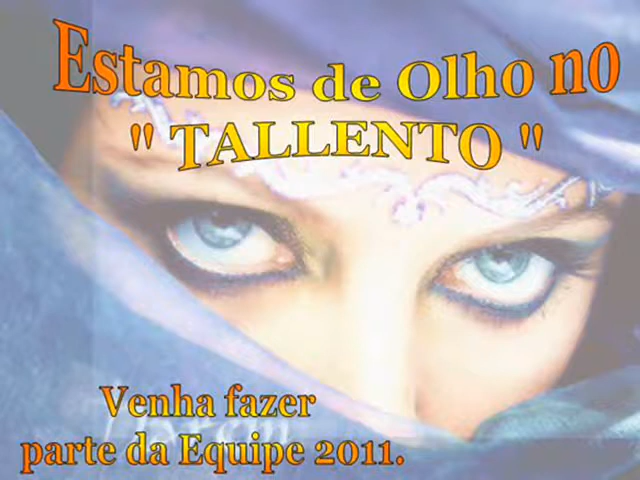 Estamos de Olho no
" TALLENTO "
Venha fazer
parte da Equipe 2011.